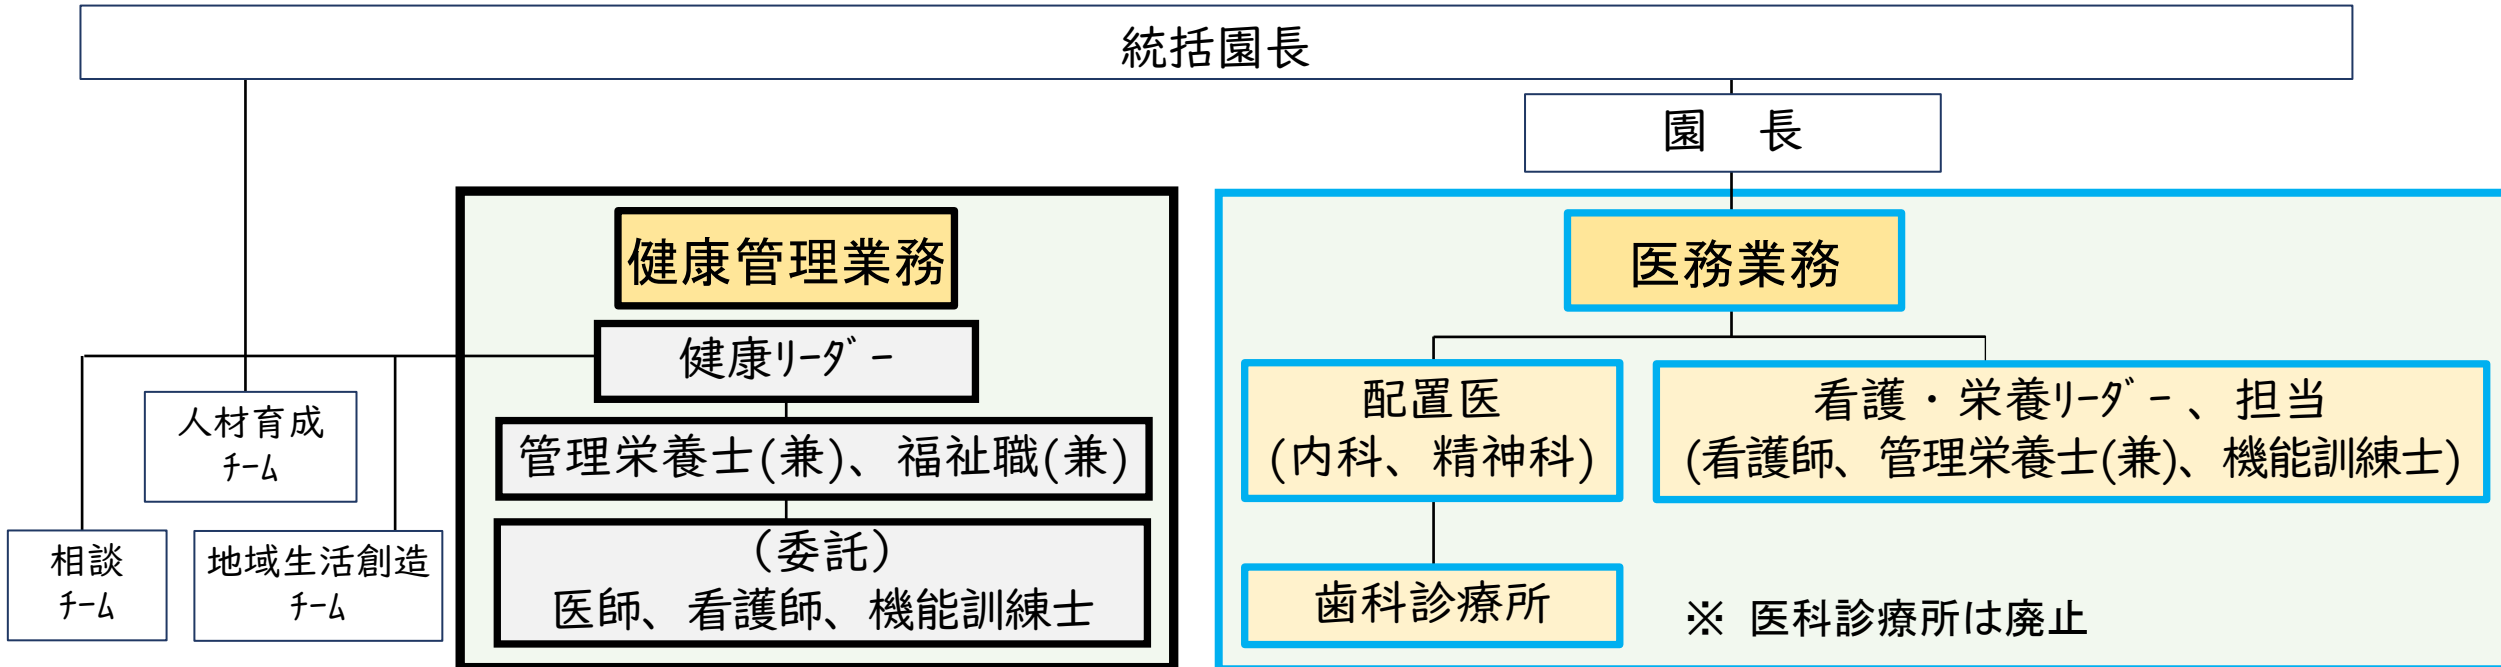 統括園長
園　長
健康管理業務
医務業務
健康リーダー
人材育成
チーム
管理栄養士(兼)、福祉職(兼)
配置医
(内科、精神科)
看護・栄養リーダー、担当
(看護師、管理栄養士(兼)、機能訓練士)
相談
チーム
地域生活創造
チーム
(委託)
医師、看護師、機能訓練士
歯科診療所
※ 医科診療所は廃止